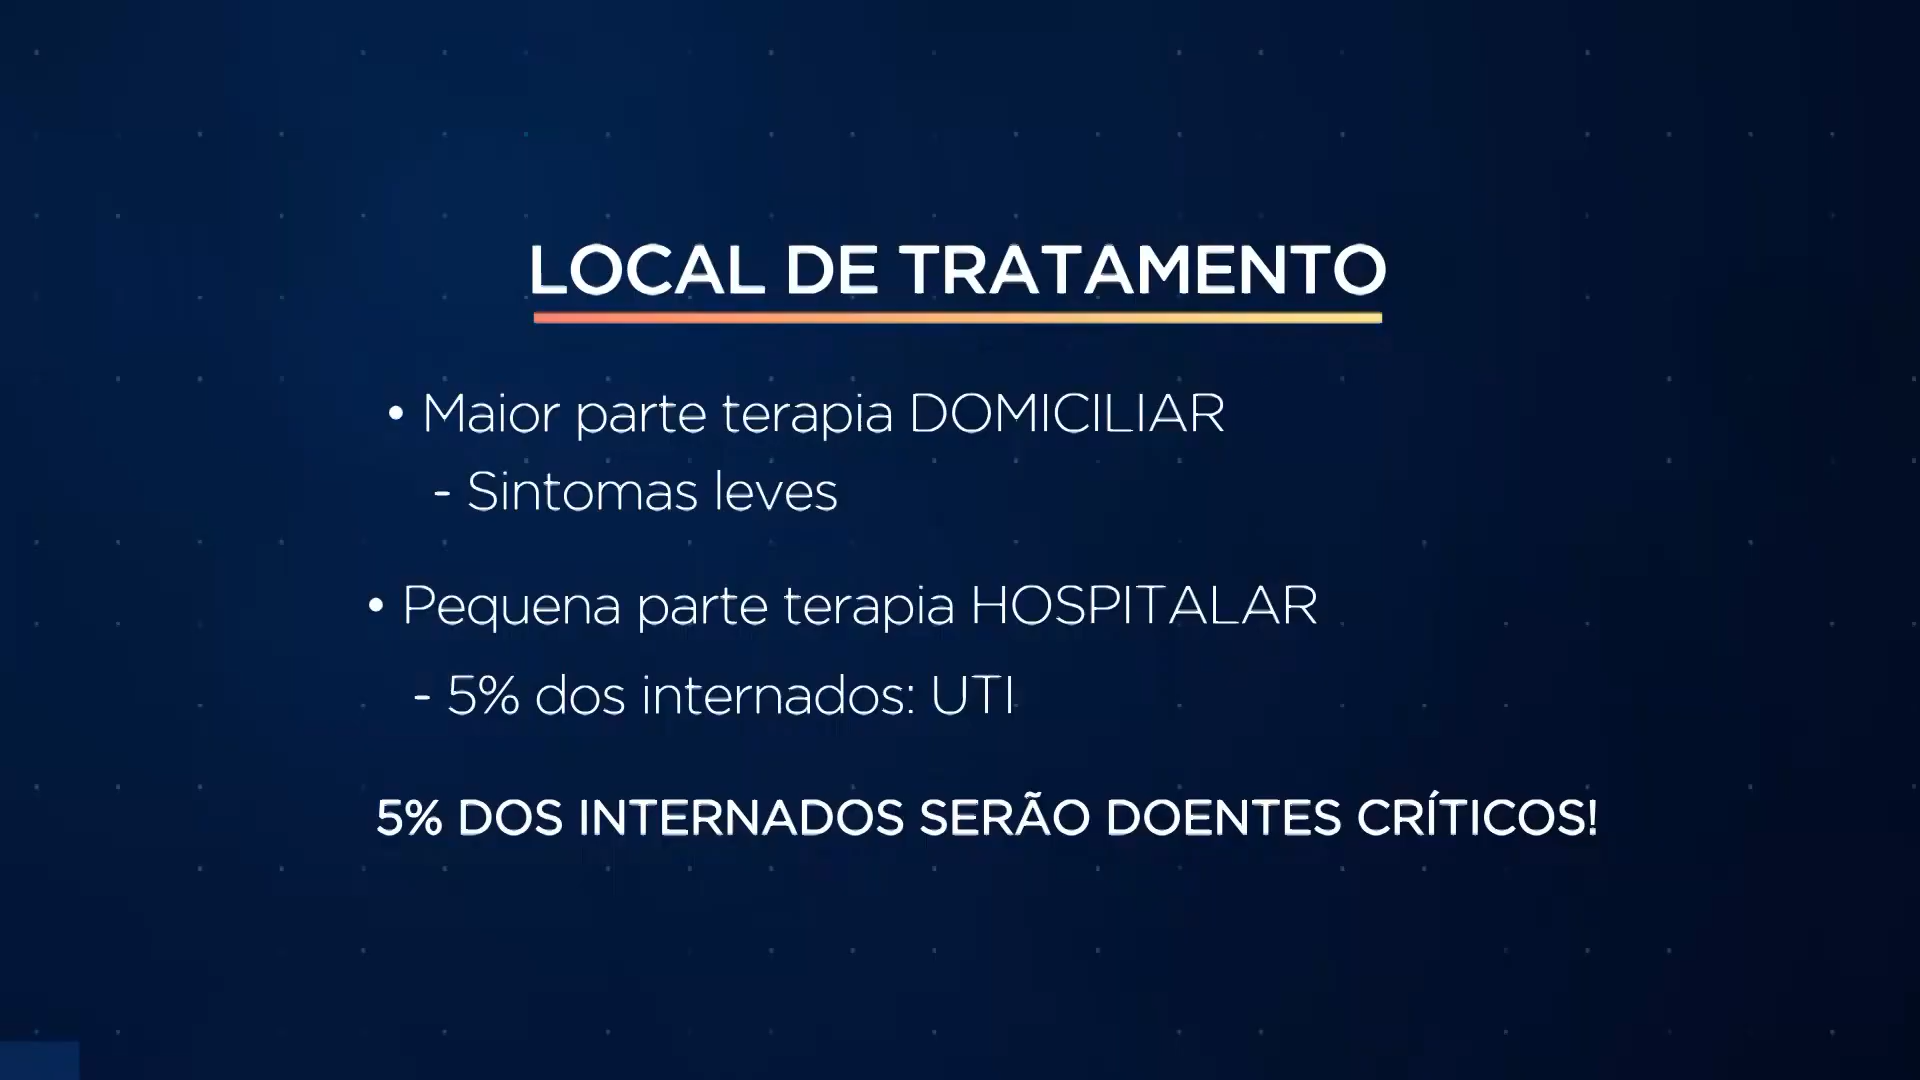 LOCAL DE TRATAMENTO
• Maior parte terapia DOMICILIAR
- Sintomas leves
• Pequena parte terapia HOSPITALAR
- 5% dos internados: UTI
5% DOS INTERNADOS SERÃO DOENTES CRÍTICOS!